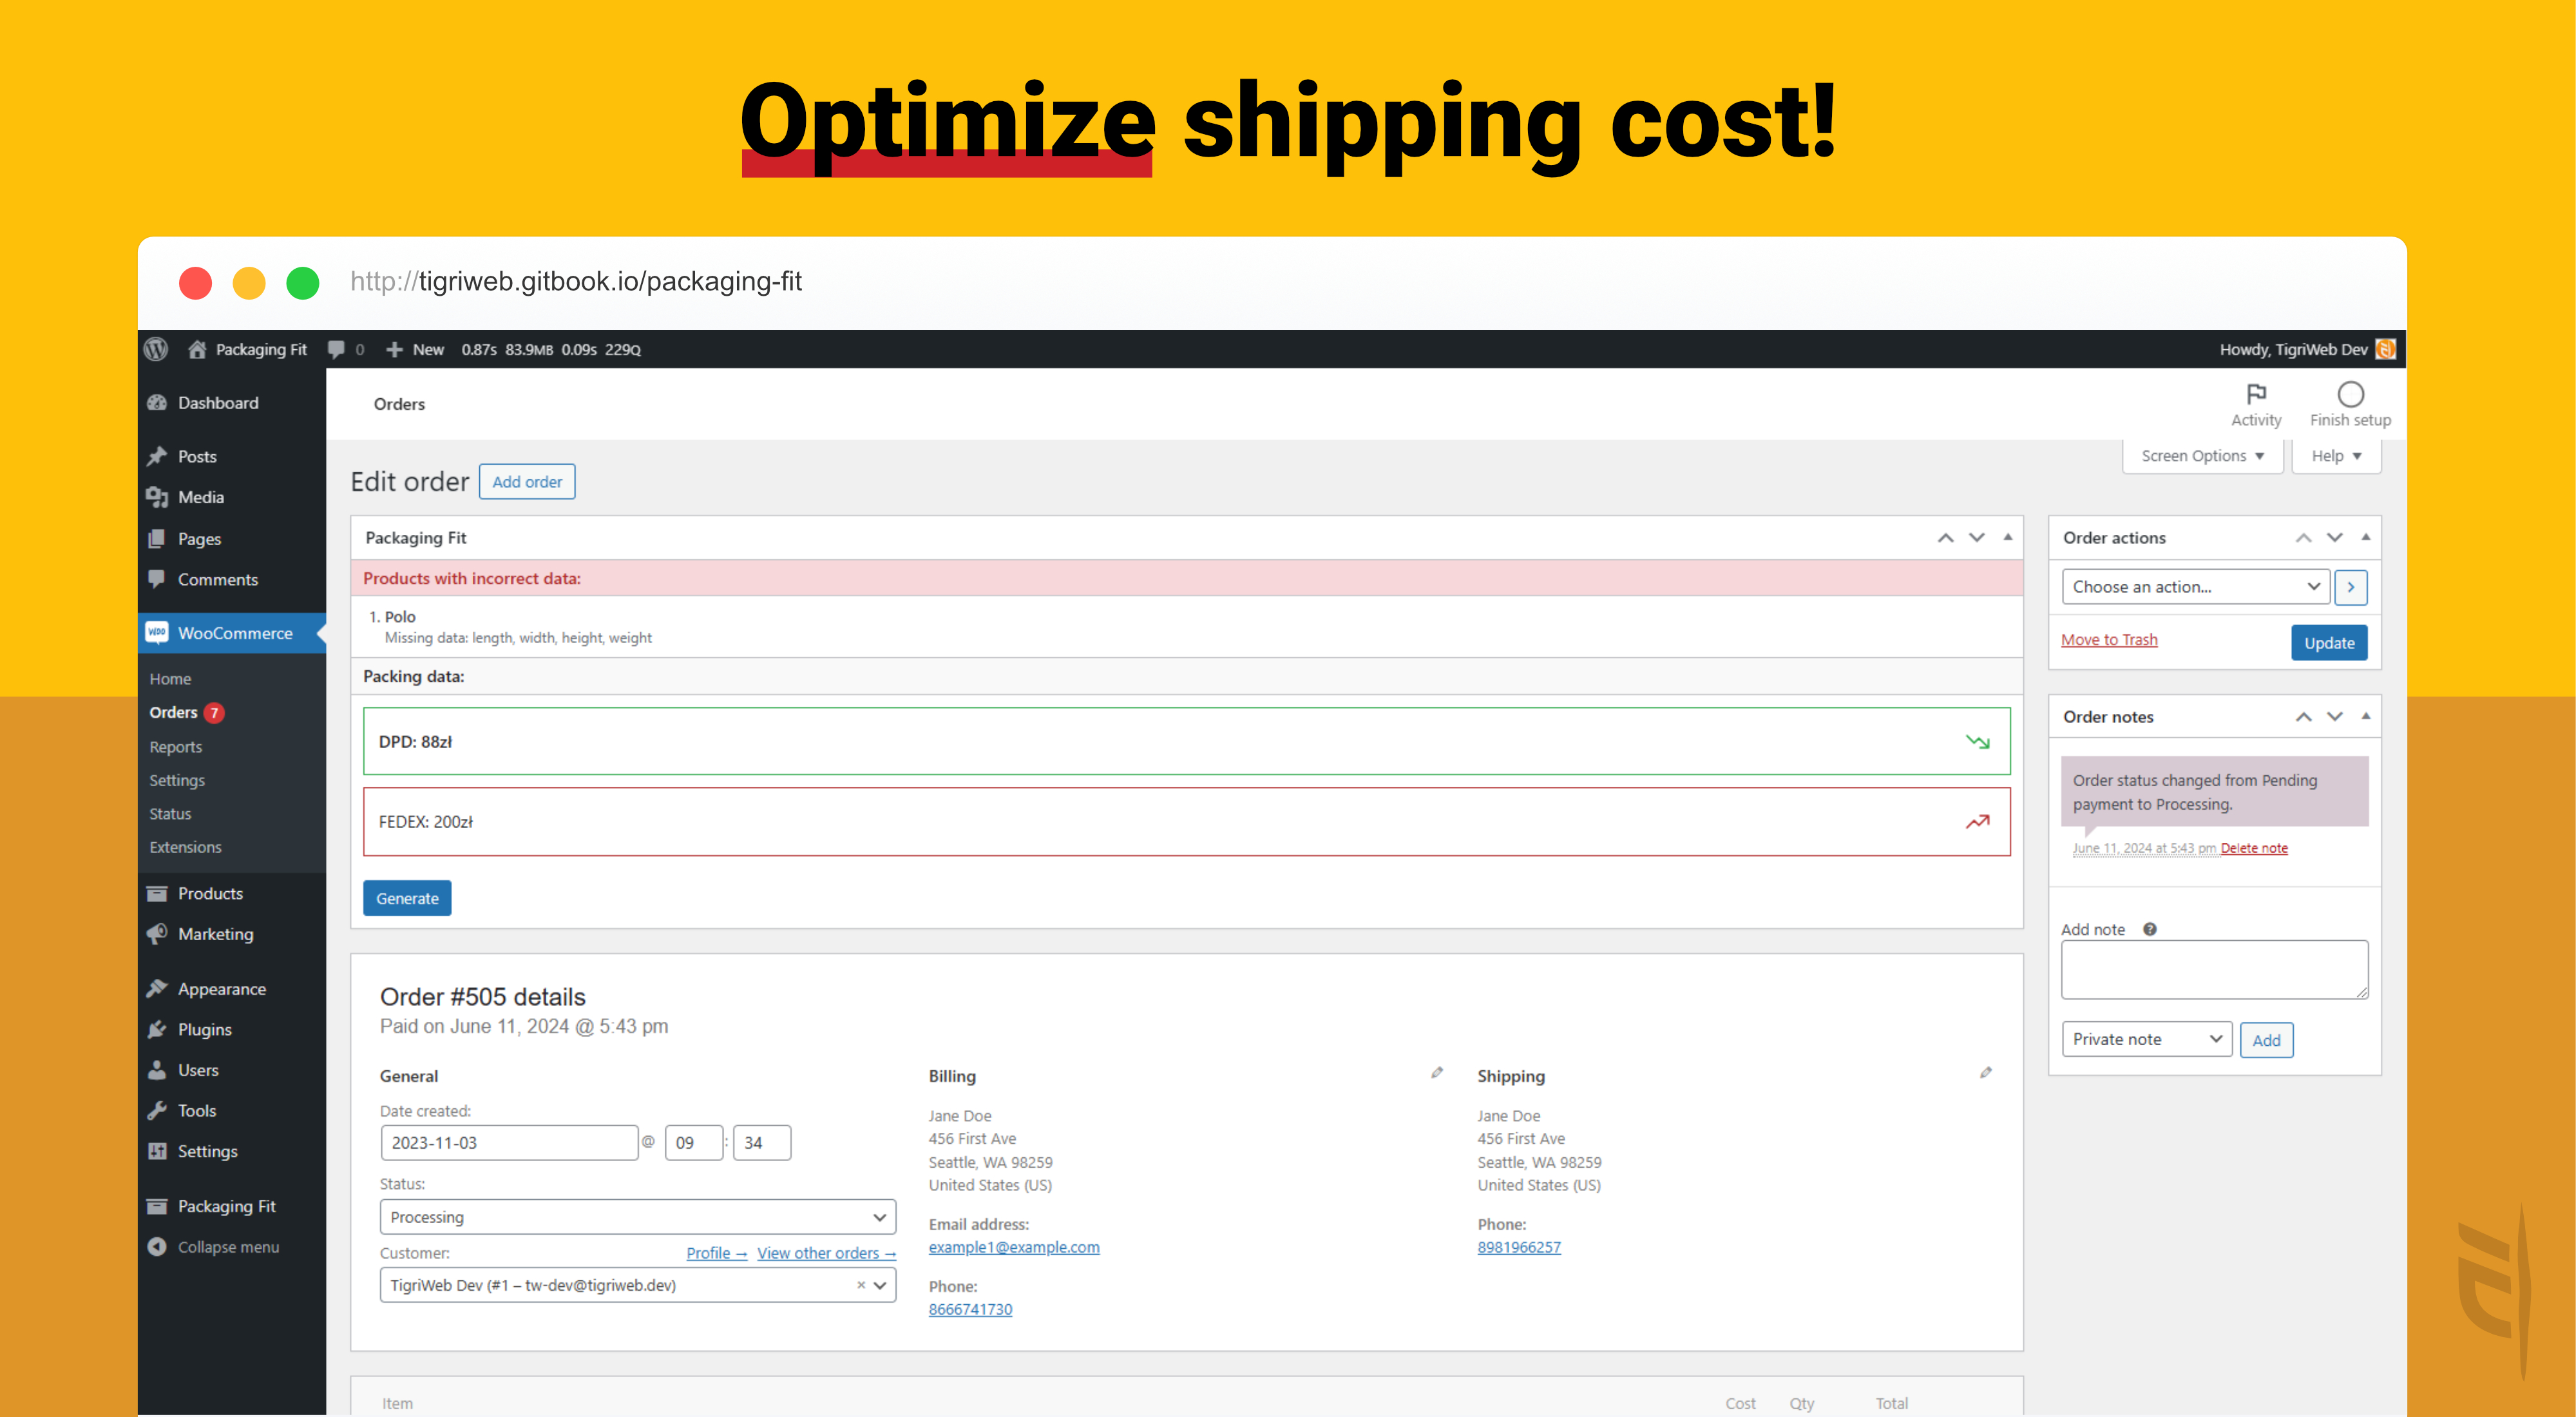 Optimize shipping cost!
http://tigriweb.gitbook.io/packaging-fit
Packaging Fit 0 New 0.87s 83.9MB 0.09s 229Q
Howdy, TigriWeb Dev
Dashboard
Posts
Media
Pages
Comments
WooCommerce
Home
Orders 7
Reports
Settings
Status
Extensions
Products
Marketing
Appearance
Plugins
Users
Tools
Settings
Packaging Fit
Collapse menu
Orders
Activity
Finish setup
Screen Options
Help
Edit order
Add order
Packaging Fit
Products with incorrect data:
1. Polo
Missing data: length, width, height, weight
Packing data:
DPD: 88zł
FEDEX: 200zł
Generate
Order #505 details
Paid on June 11, 2024 @ 5:43 pm
General
Date created:
2023-11-03 @ 09 : 34
Status:
Processing
Customer:
Profile → View other orders →
TigriWeb Dev (#1 – tw-dev@tigriweb.dev) ×
Billing
Jane Doe
456 First Ave
Seattle, WA 98259
United States (US)
Email address:
example1@example.com
Phone:
8666741730
Shipping
Jane Doe
456 First Ave
Seattle, WA 98259
United States (US)
Phone:
8981966257
Item Cost Qty Total
Order actions
Choose an action...
Move to Trash
Update
Order notes
Order status changed from Pending
payment to Processing.
June 11, 2024 at 5:43 pm Delete note
Add note ?
Private note
Add